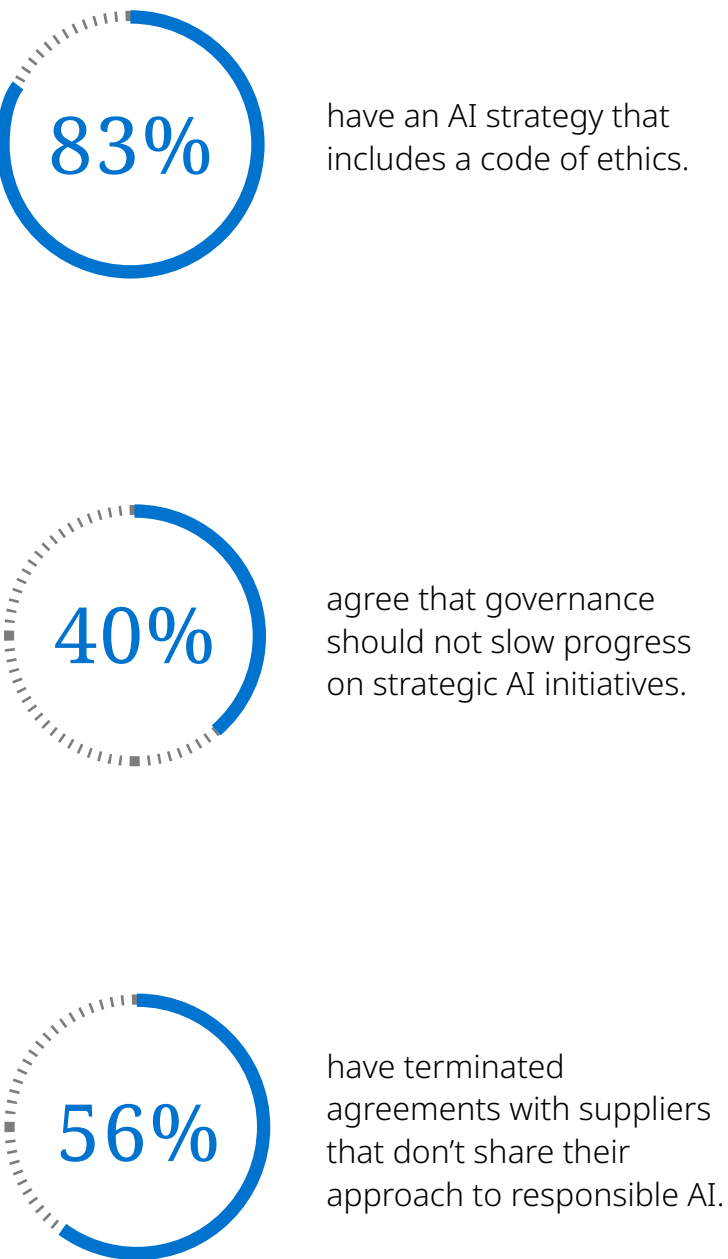 83%
have an AI strategy that
includes a code of ethics.
40%
agree that governance
should not slow progress
on strategic AI initiatives.
56%
have terminated
agreements with suppliers
that don’t share their
approach to responsible AI.